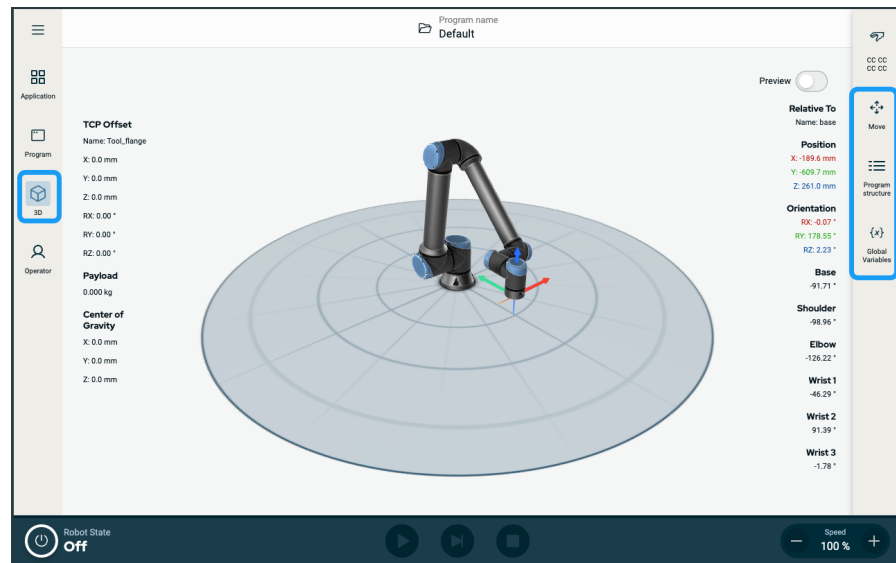 Program name
Default
Application
Program
3D
Operator
TCP Offset
Name: Tool_flange
X: 0.0 mm
Y: 0.0 mm
Z: 0.0 mm
RX: 0.00 °
RY: 0.00 °
RZ: 0.00 °
Payload
0.000 kg
Center of
Gravity
X: 0.0 mm
Y: 0.0 mm
Z: 0.0 mm
Preview
Relative To
Name: base
Position
X: -189.6 mm
Y: -609.7 mm
Z: 261.0 mm
Orientation
RX: -0.07 °
RY: 178.55 °
RZ: 2.23 °
Base
-91.71 °
Shoulder
-98.96 °
Elbow
-126.22 °
Wrist 1
-46.29 °
Wrist 2
91.39 °
Wrist 3
-1.78 °
CC CC
CC CC
Move
Program
structure
{x}
Global
Variables
Robot State
Off
Speed
100 %